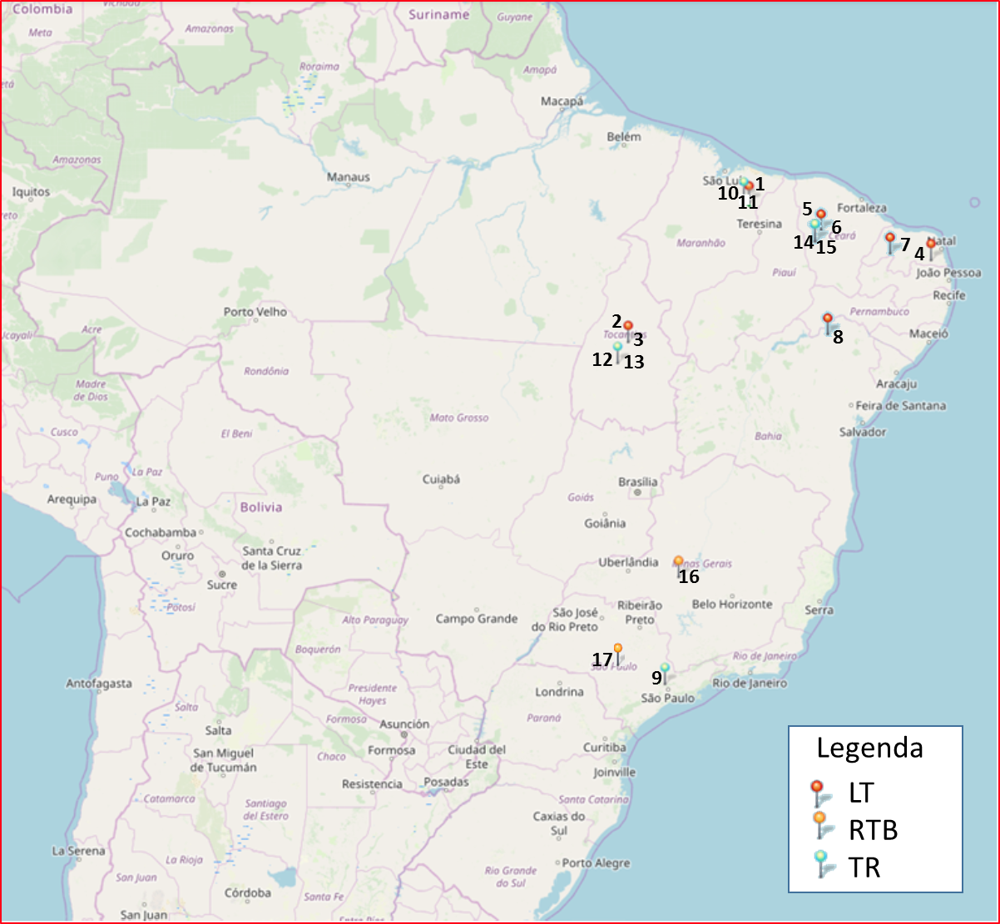 Colombia
Vichada
Suriname
Guyane
Meta
Amazonas
Roraima
Amapá
Macapá
Belém
Amazonas
Manaus
São Luí
1
10
11
Iquitos
Fortaleza
5
6
Teresina
Ceará
14
15
Maranhão
Natal
7
4
João Pessoa
Piauí
Recife
Porto Velho
Pernambuco
2
Tocantins
3
Acre
Ucayali
8
Maceió
12
13
Rondônia
Madre
de Dios
Aracaju
Feira de Santana
Mato Grosso
Cusco
El Beni
Salvador
Bahia
Puno
La Paz
Cuiabá
Brasília
Arequipa
La Paz
Bolivia
Goiás
Goiânia
Cochabamba
Oruro
Santa Cruz
de la Sierra
Uberlândia
Minas Gerais
16
Sucre
Potosí
Alto Paraguay
Campo Grande
São José
do Rio Preto
Ribeirão
Preto
Belo Horizonte
Serra
Boquerón
17
São Paulo
Rio de Janeiro
9
Antofagasta
Presidente
Hayes
Londrina
São Paulo
Rio de Janeiro
Salta
Formosa
Paraná
Salta
Asunción
San Miguel
de Tucumán
Chaco
Formosa
Ciudad del
Este
Curitiba
Joinville
Resistencia
Posadas
Catamarca
Santiago
del Estero
Santa Catarina
Caxias do
Sul
La Serena
La Rioja
Porto Alegre
San Juan
Rio Grande
do Sul
Córdoba
Santa Fe
San Juan
Entre Ríos
Legenda
LT
RTB
TR